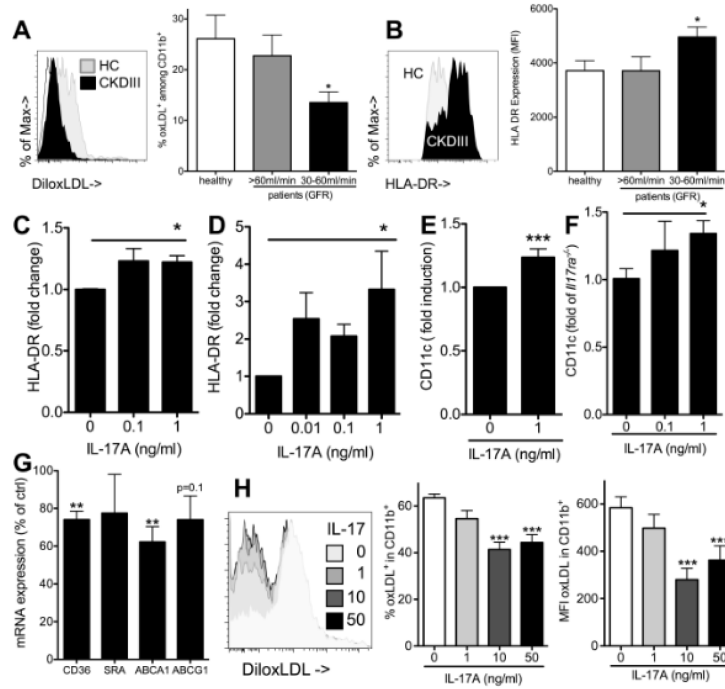 A
HC
CKDIII
% of Max->
DiloxLDL->
% oxLDL+ among CD11b+
30
20
10
0
*
healthy
>60ml/min
30-60ml/min
patients (GFR)
B
HC
CKDIII
% of Max->
HLA-DR->
HLA DR Expression (MFI)
6000
4000
2000
0
*
healthy
>60ml/min
30-60ml/min
patients (GFR)
C
HLA-DR (fold change)
1.5
1.0
0.5
0.0
*
0
0.1
1
IL-17A (ng/ml)
D
HLA-DR (fold change)
5
4
3
2
1
0
*
0
0.01
0.1
1
IL-17A (ng/ml)
E
CD11c ( fold induction)
1.5
1.0
0.5
0.0
***
0
1
IL-17A (ng/ml)
F
CD11c (fold of Il17ra-/-)
1.5
1.0
0.5
0.0
*
0
0.1
1
IL-17A (ng/ml)
G
mRNA expression (% of ctrl)
100
80
60
40
20
0
**
**
p=0.1
CD36
SRA
ABCA1
ABCG1
H
IL-17
0
1
10
50
DiloxLDL ->
% oxLDL+ in CD11b+
60
40
20
0
***
***
0
1
10
50
IL-17A (ng/ml)
MFI oxLDL in CD11b+
600
400
200
0
***
***
0
1
10
50
IL-17A (ng/ml)